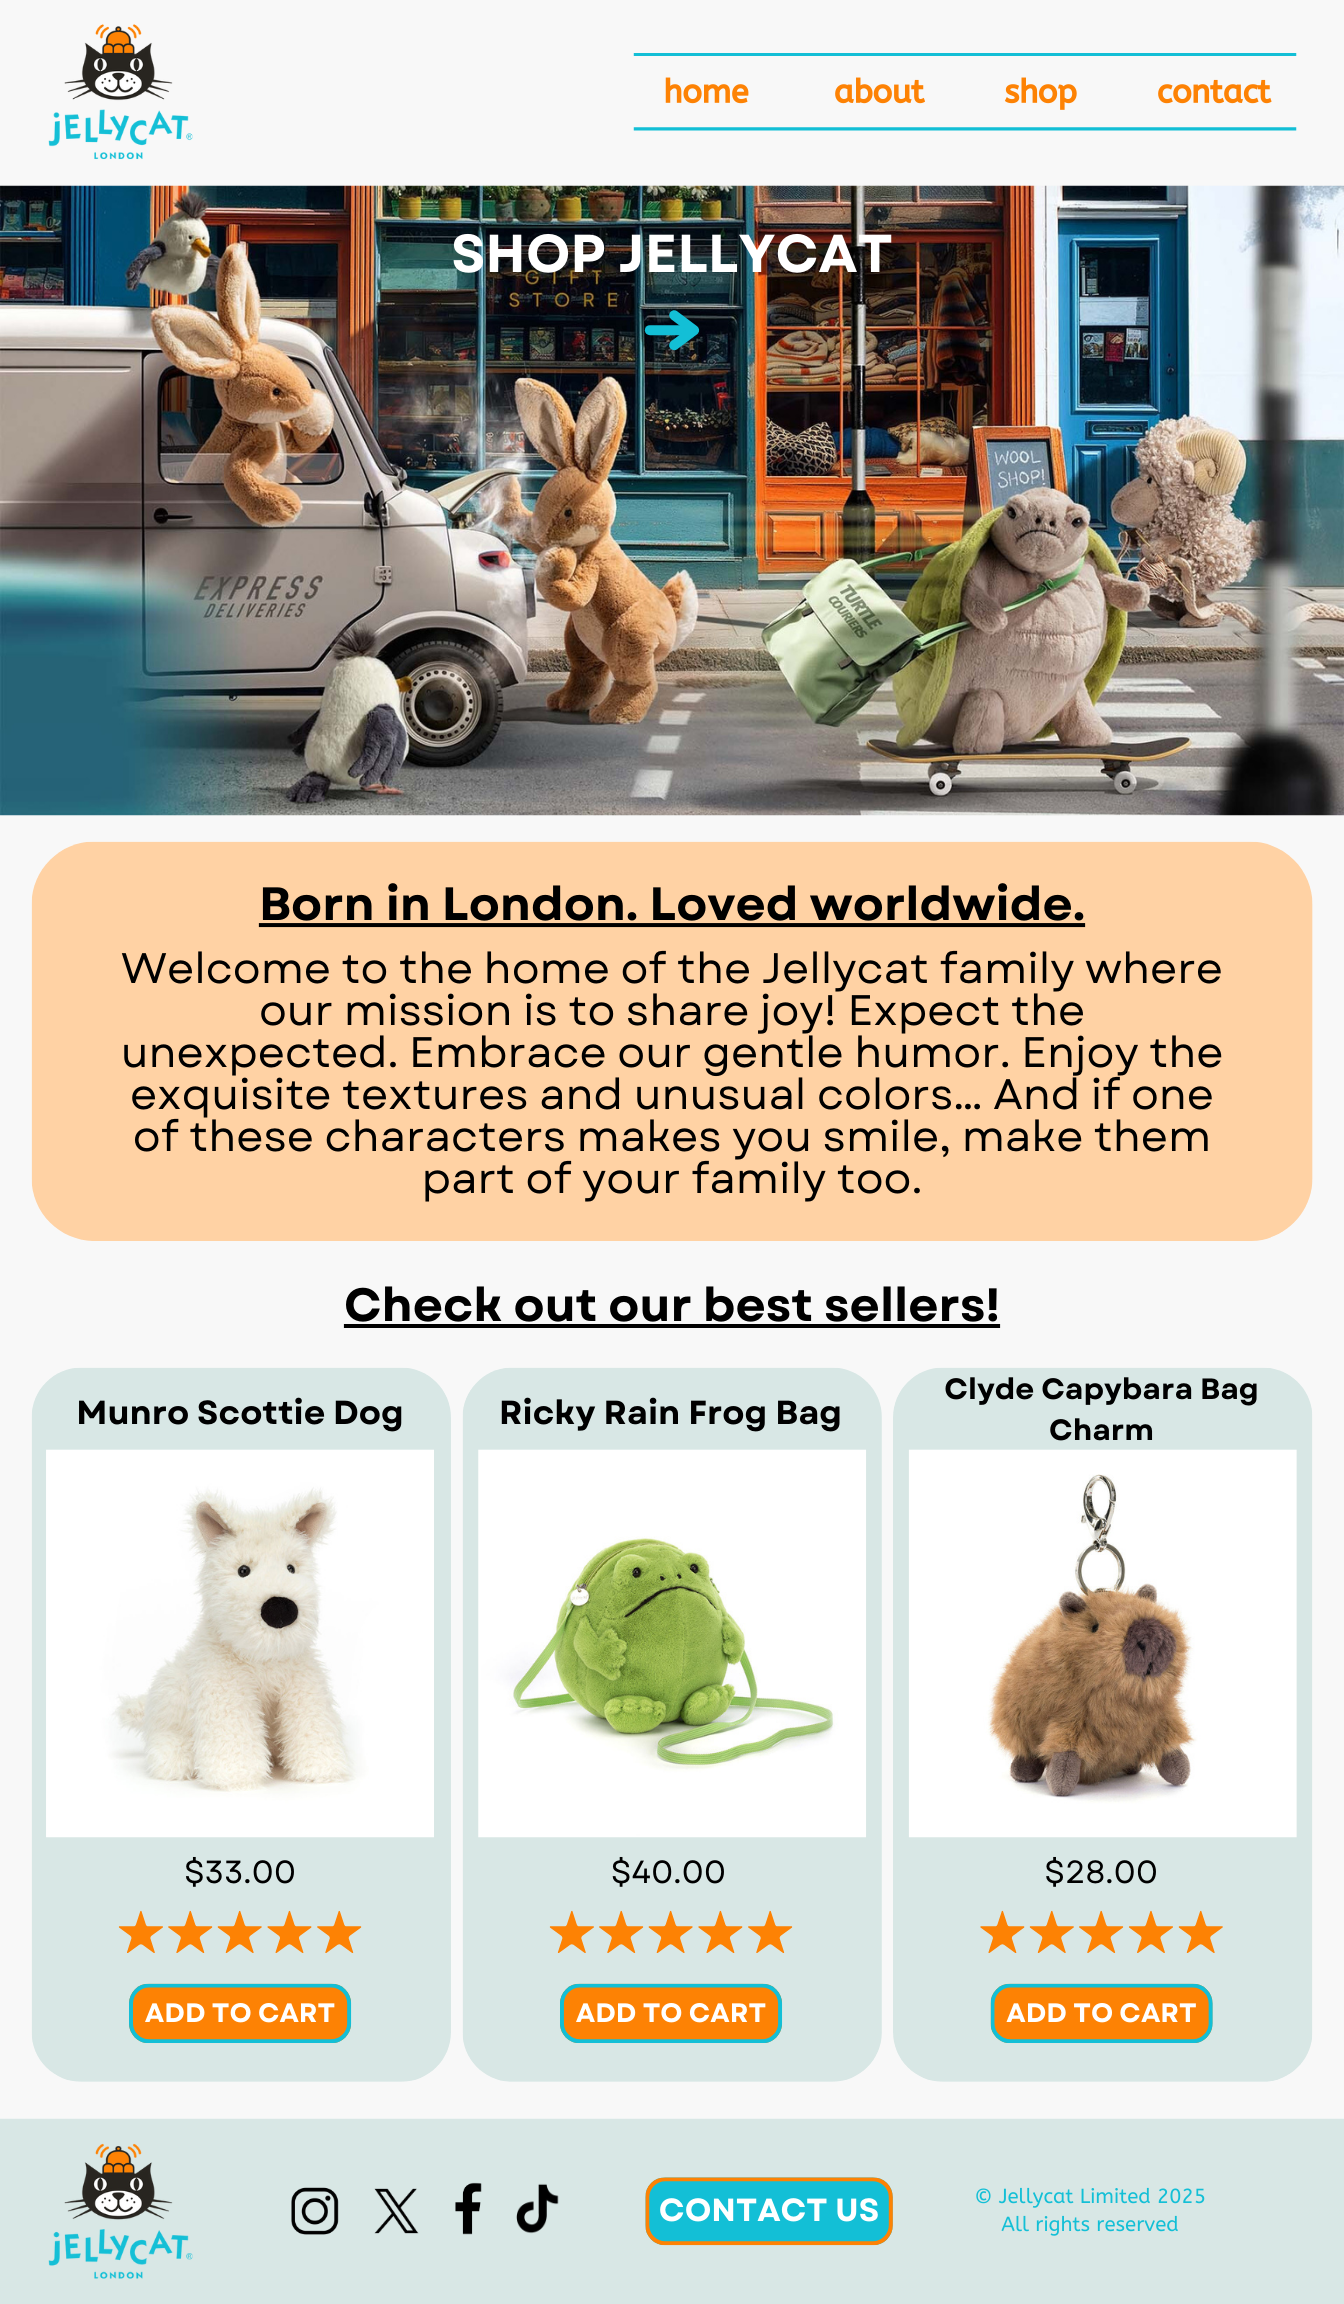 JELLYCAT®
LONDON
home about shop contact
SHOP JELLYCAT
GIFT
STORE
WOOL
SHOP!
EXPRESS
DELIVERIES
TURTLE
COURIERS
Born in London. Loved worldwide.
Welcome to the home of the Jellycat family where
our mission is to share joy! Expect the
unexpected. Embrace our gentle humor. Enjoy the
exquisite textures and unusual colors... And if one
of these characters makes you smile, make them
part of your family too.
Check out our best sellers!
Munro Scottie Dog
Ricky Rain Frog Bag
Clyde Capybara Bag
Charm
$33.00
$40.00
$28.00
ADD TO CART
ADD TO CART
ADD TO CART
JELLYCAT®
LONDON
CONTACT US
© Jellycat Limited 2025
All rights reserved